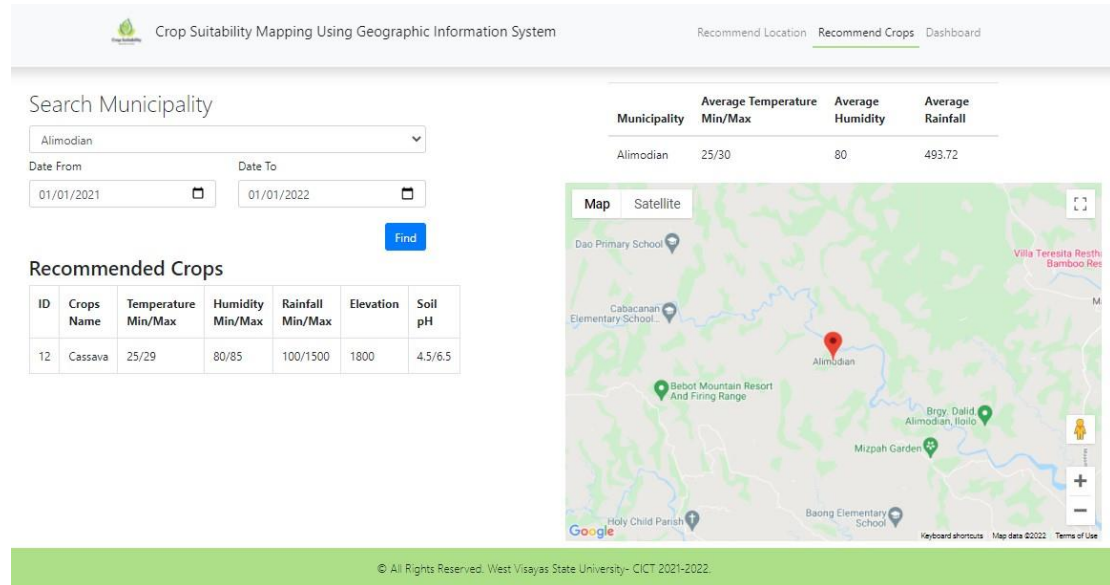 Crop Suitability Mapping Using Geographic Information System
Recommend Location Recommend Crops Dashboard
Search Municipality
Alimodian
Date From Date To
01/01/2021 01/01/2022
Find
Recommended Crops
ID Crops Name Temperature Min/Max Humidity Min/Max Rainfall Min/Max Elevation Soil pH
12 Cassava 25/29 80/85 100/1500 1800 4.5/6.5
Municipality Average Temperature Min/Max Average Humidity Average Rainfall
Alimodian 25/30 80 493.72
Map Satellite
Dao Primary School
Villa Teresita Resth
Bamboo Res
Cabacanan
Elementary School...
M
Alimodian
Bebot Mountain Resort
And Firing Range
Brgy. Dalid,
Alimodian, Iloilo
Mizpah Garden
Baong Elementary
School
Holy Child Parish
Google
Keyboard shortcuts Map data ©2022 Terms of Use
© All Rights Reserved. West Visayas State University- CICT 2021-2022.